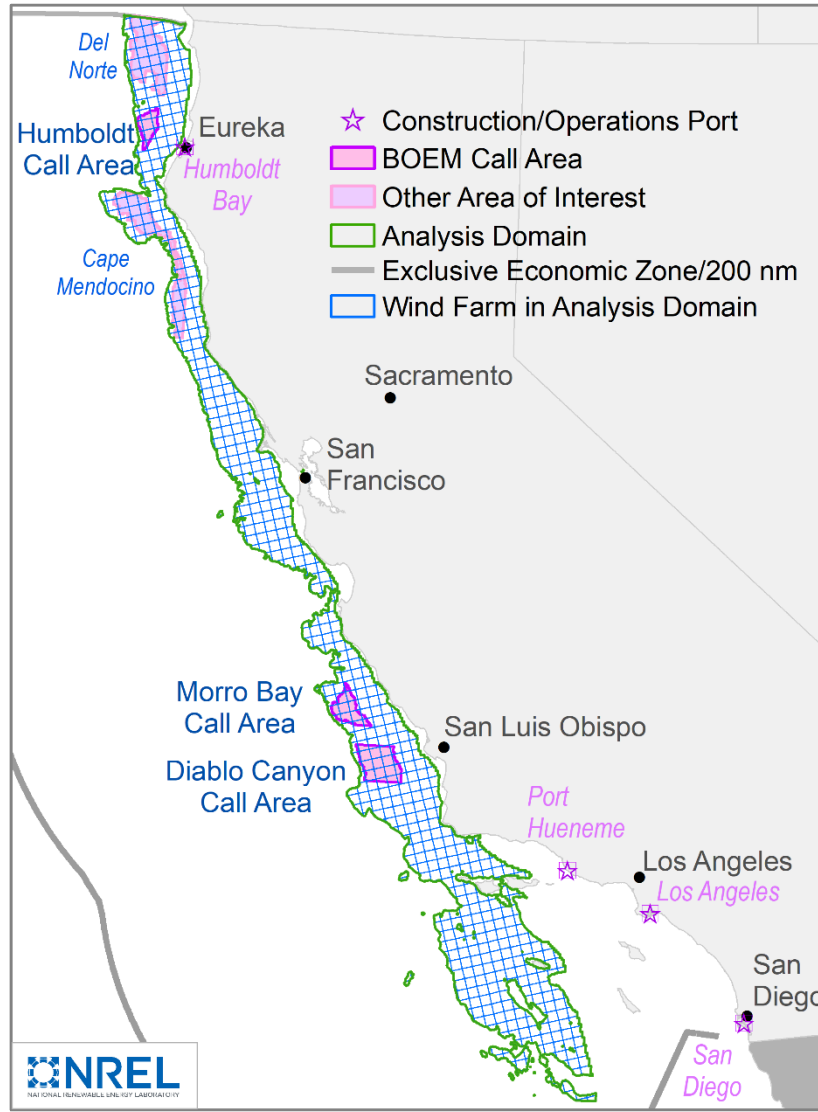 Del
Norte
Humboldt
Call Area
Eureka
Humboldt
Bay
Cape
Mendocino
Construction/Operations Port
BOEM Call Area
Other Area of Interest
Analysis Domain
Exclusive Economic Zone/200 nm
Wind Farm in Analysis Domain
Sacramento
San
Francisco
Morro Bay
Call Area
San Luis Obispo
Diablo Canyon
Call Area
Port
Hueneme
Los Angeles
Los Angeles
San
Diego
San
Diego
NREL
NATIONAL RENEWABLE ENERGY LABORATORY